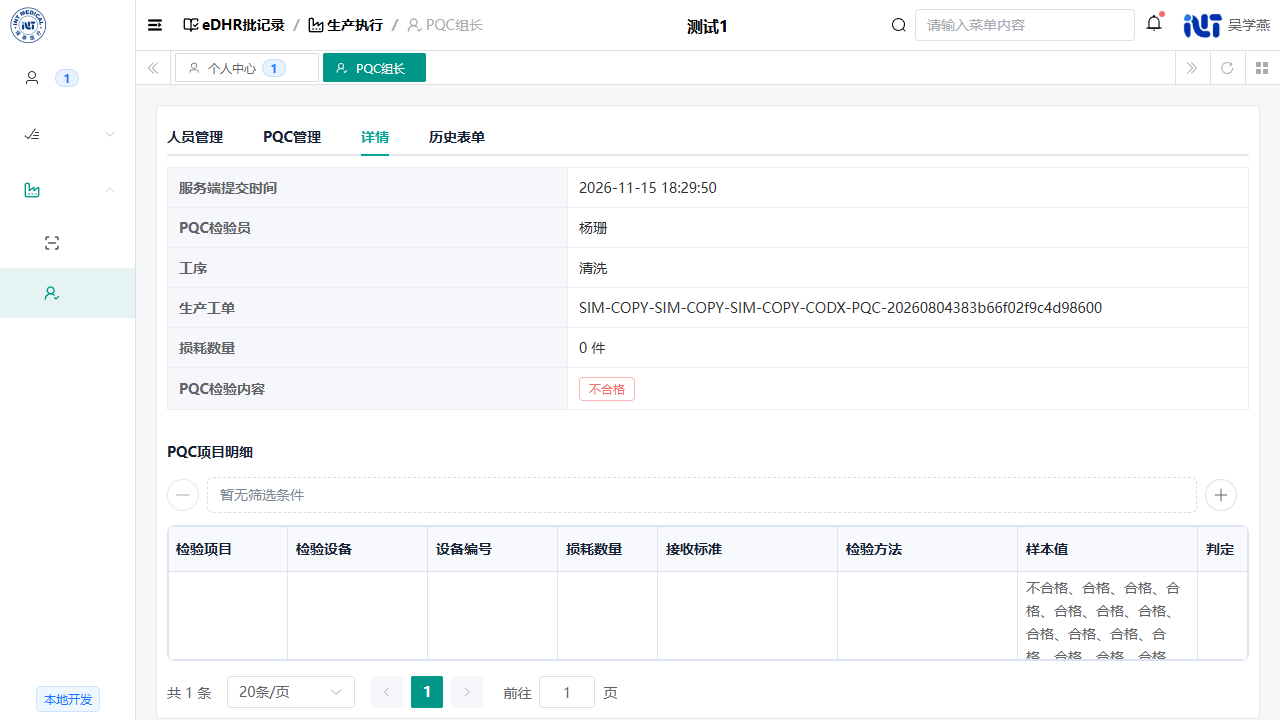 eDHR批记录 / 生产执行 / PQC组长
测试1
请输入菜单内容
吴学燕
1
个人中心 1
PQC组长
人员管理 PQC管理 详情 历史表单
服务端提交时间 2026-11-15 18:29:50
PQC检验员 杨珊
工序 清洗
生产工单 SIM-COPY-SIM-COPY-SIM-COPY-CODX-PQC-20260804383b66f02f9c4d98600
损耗数量 0 件
PQC检验内容 不合格
PQC项目明细
暂无筛选条件
检验项目 检验设备 设备编号 损耗数量 接收标准 检验方法 样本值 判定
不合格、合格、合格、合
格、合格、合格、合格、
合格、合格、合格、合
格、合格、合格、合格、
共 1 条 20条/页 1 前往 1 页
本地开发